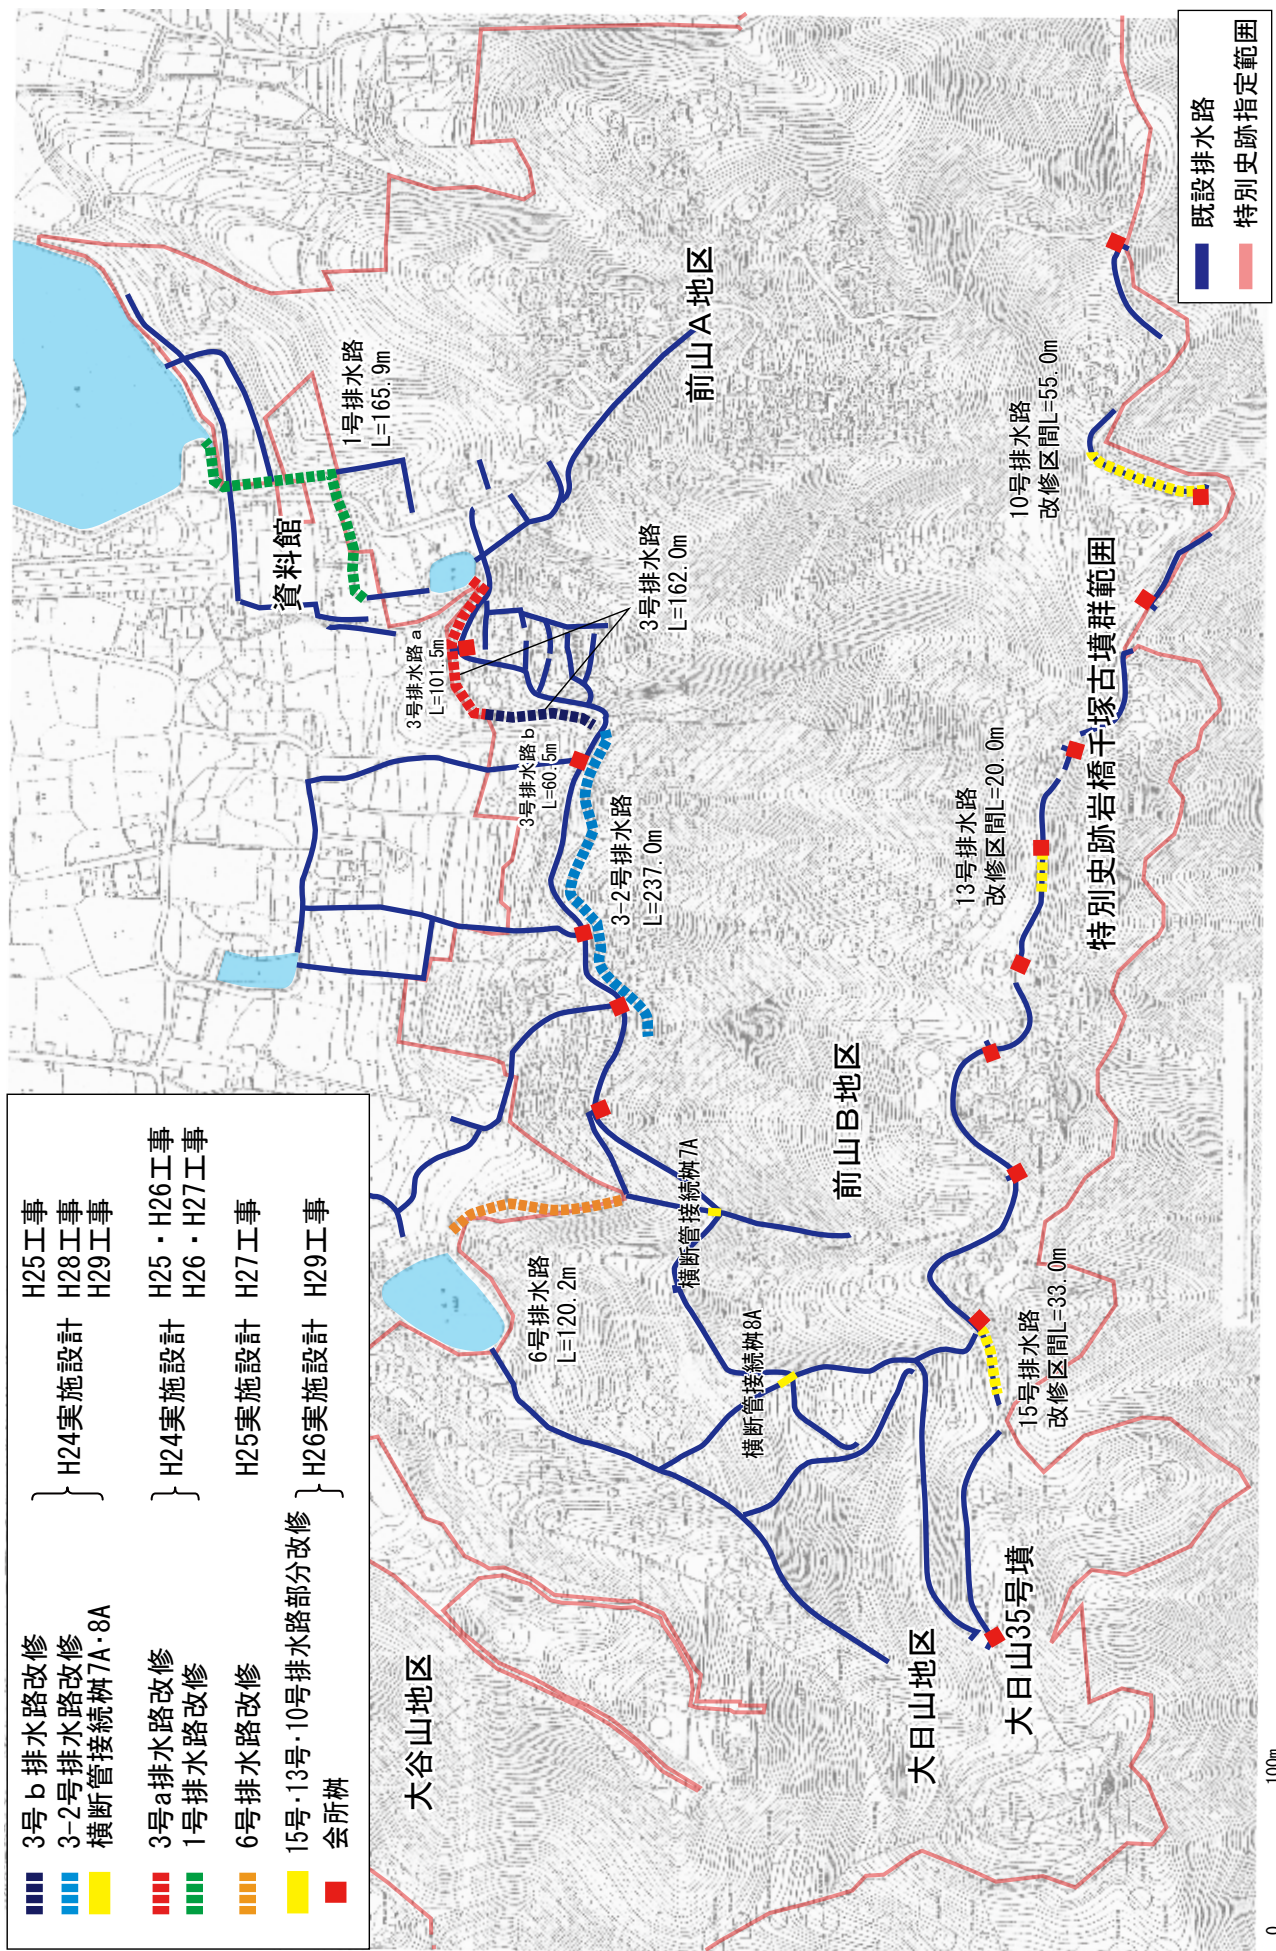 3号ｂ排水路改修
3-2号排水路改修
横断管接続桝7A・8A
H24実施設計
H25工事
H28工事
H29工事
3号a排水路改修
1号排水路改修
H24実施設計
H25・H26工事
H26・H27工事
6号排水路改修 H25実施設計 H27工事
15号・13号・10号排水路部分改修
会所桝
H26実施設計 H29工事
大谷山地区
6号排水路
L=120.2m
3号排水路ａ
L=101.5m
3号排水路ｂ
L=60.5m
3-2号排水路
L=237.0m
3号排水路
L=162.0m
資料館
1号排水路
L=165.9m
前山Ａ地区
横断管接続桝7A
横断管接続桝8A
前山Ｂ地区
大日山地区
大日山35号墳
15号排水路
改修区間L=33.0m
13号排水路
改修区間L=20.0m
10号排水路
改修区間L=55.0m
特別史跡岩橋千塚古墳群範囲
既設排水路
特別史跡指定範囲
0
100m